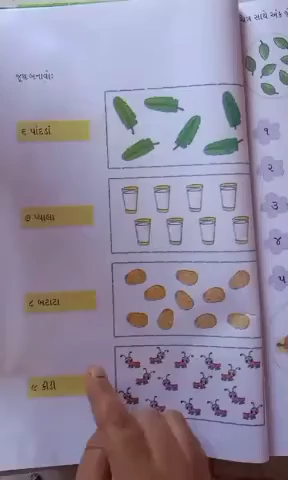 જૂથ બનાવો:
૬ પાંદડાં
૭ પ્યાલા
૮ બટાટા
૯ કીડી
સાથે અંક
૧
૨
૩
૪
૫